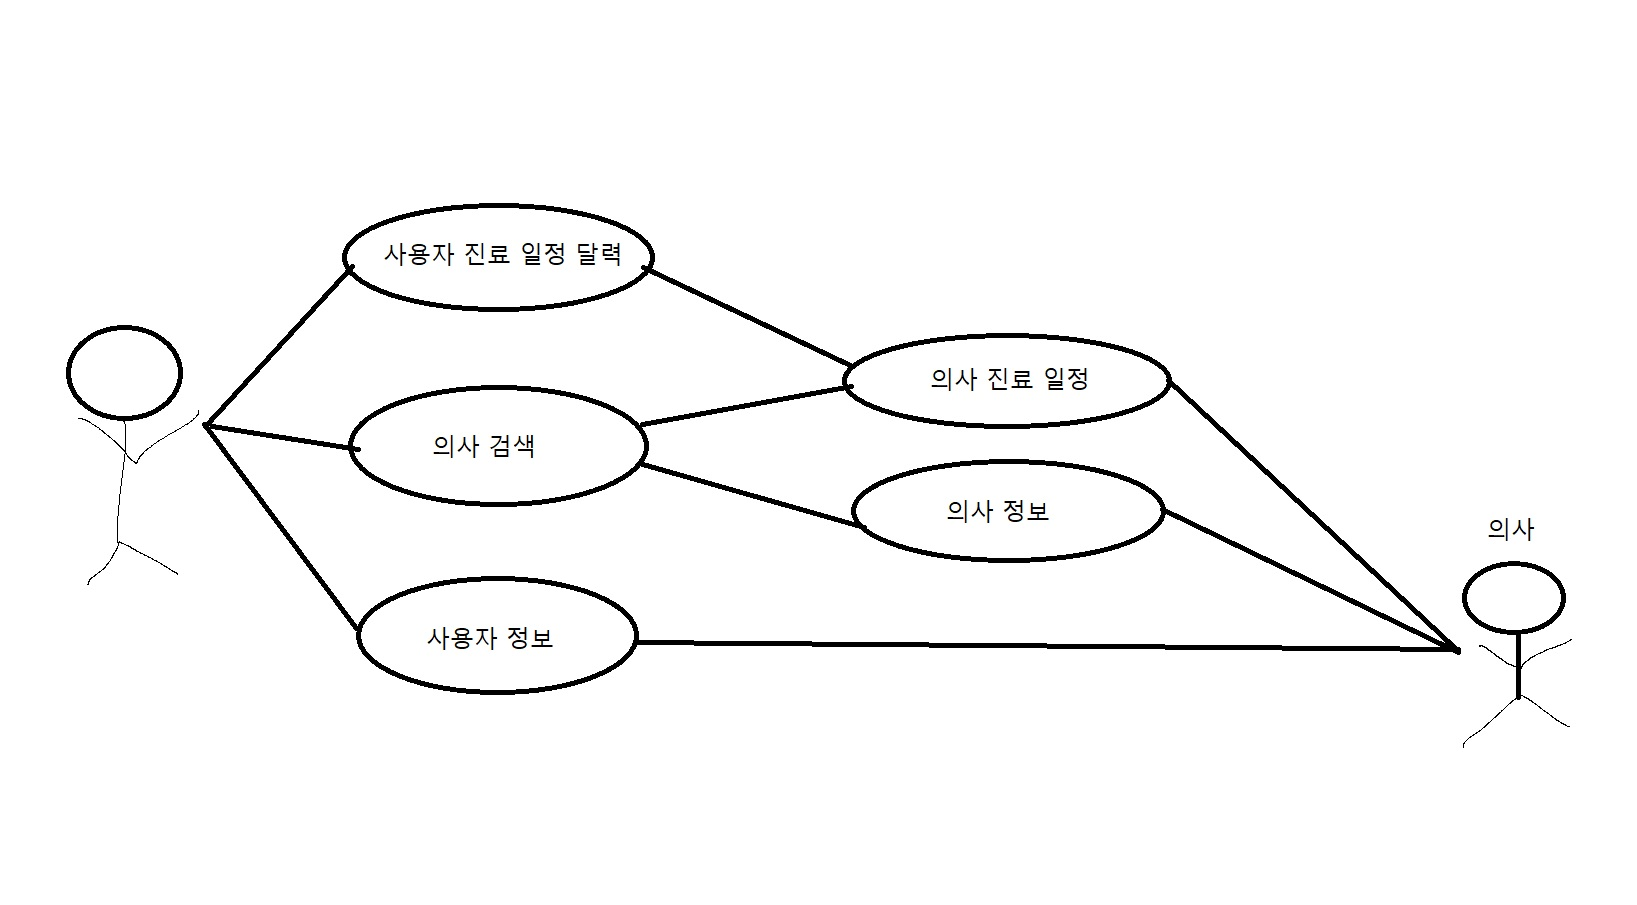 사용자 진료 일정 달력
의사 진료 일정
의사 검색
의사 정보
의사
사용자 정보